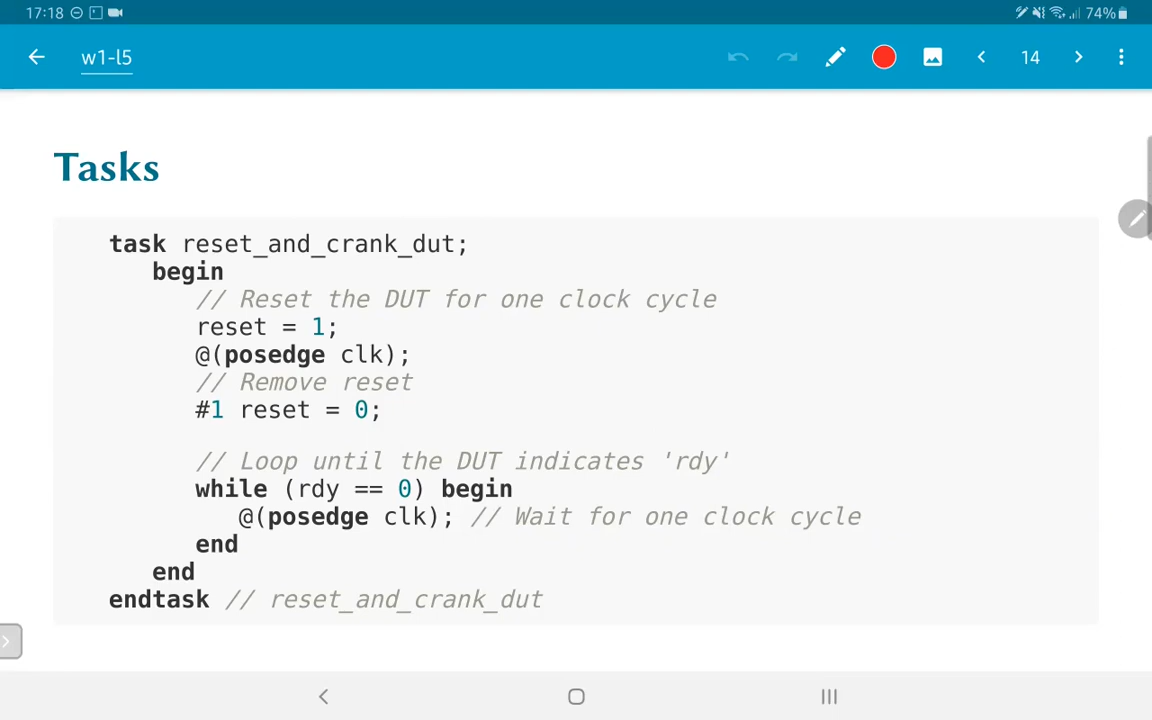 17:18
74%
w1-l5
14
Tasks
task reset_and_crank_dut;
begin
// Reset the DUT for one clock cycle
reset = 1;
@(posedge clk);
// Remove reset
#1 reset = 0;
// Loop until the DUT indicates 'rdy'
while (rdy == 0) begin
@(posedge clk); // Wait for one clock cycle
end
end
endtask // reset_and_crank_dut